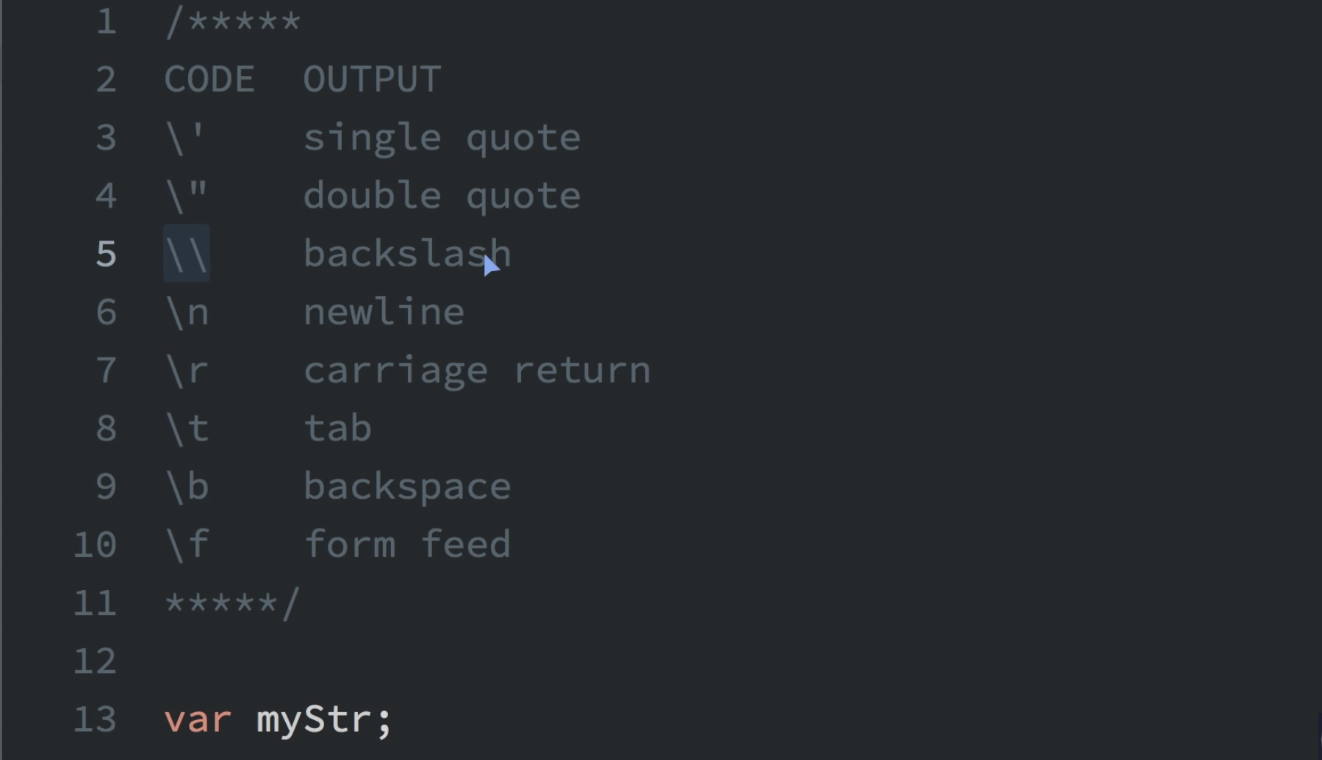 1 /*****
2 CODE  OUTPUT
3 \'    single quote
4 \"    double quote
5 \\    backslash
6 \n    newline
7 \r    carriage return
8 \t    tab
9 \b    backspace
10 \f    form feed
11 *****/
12
13 var myStr;